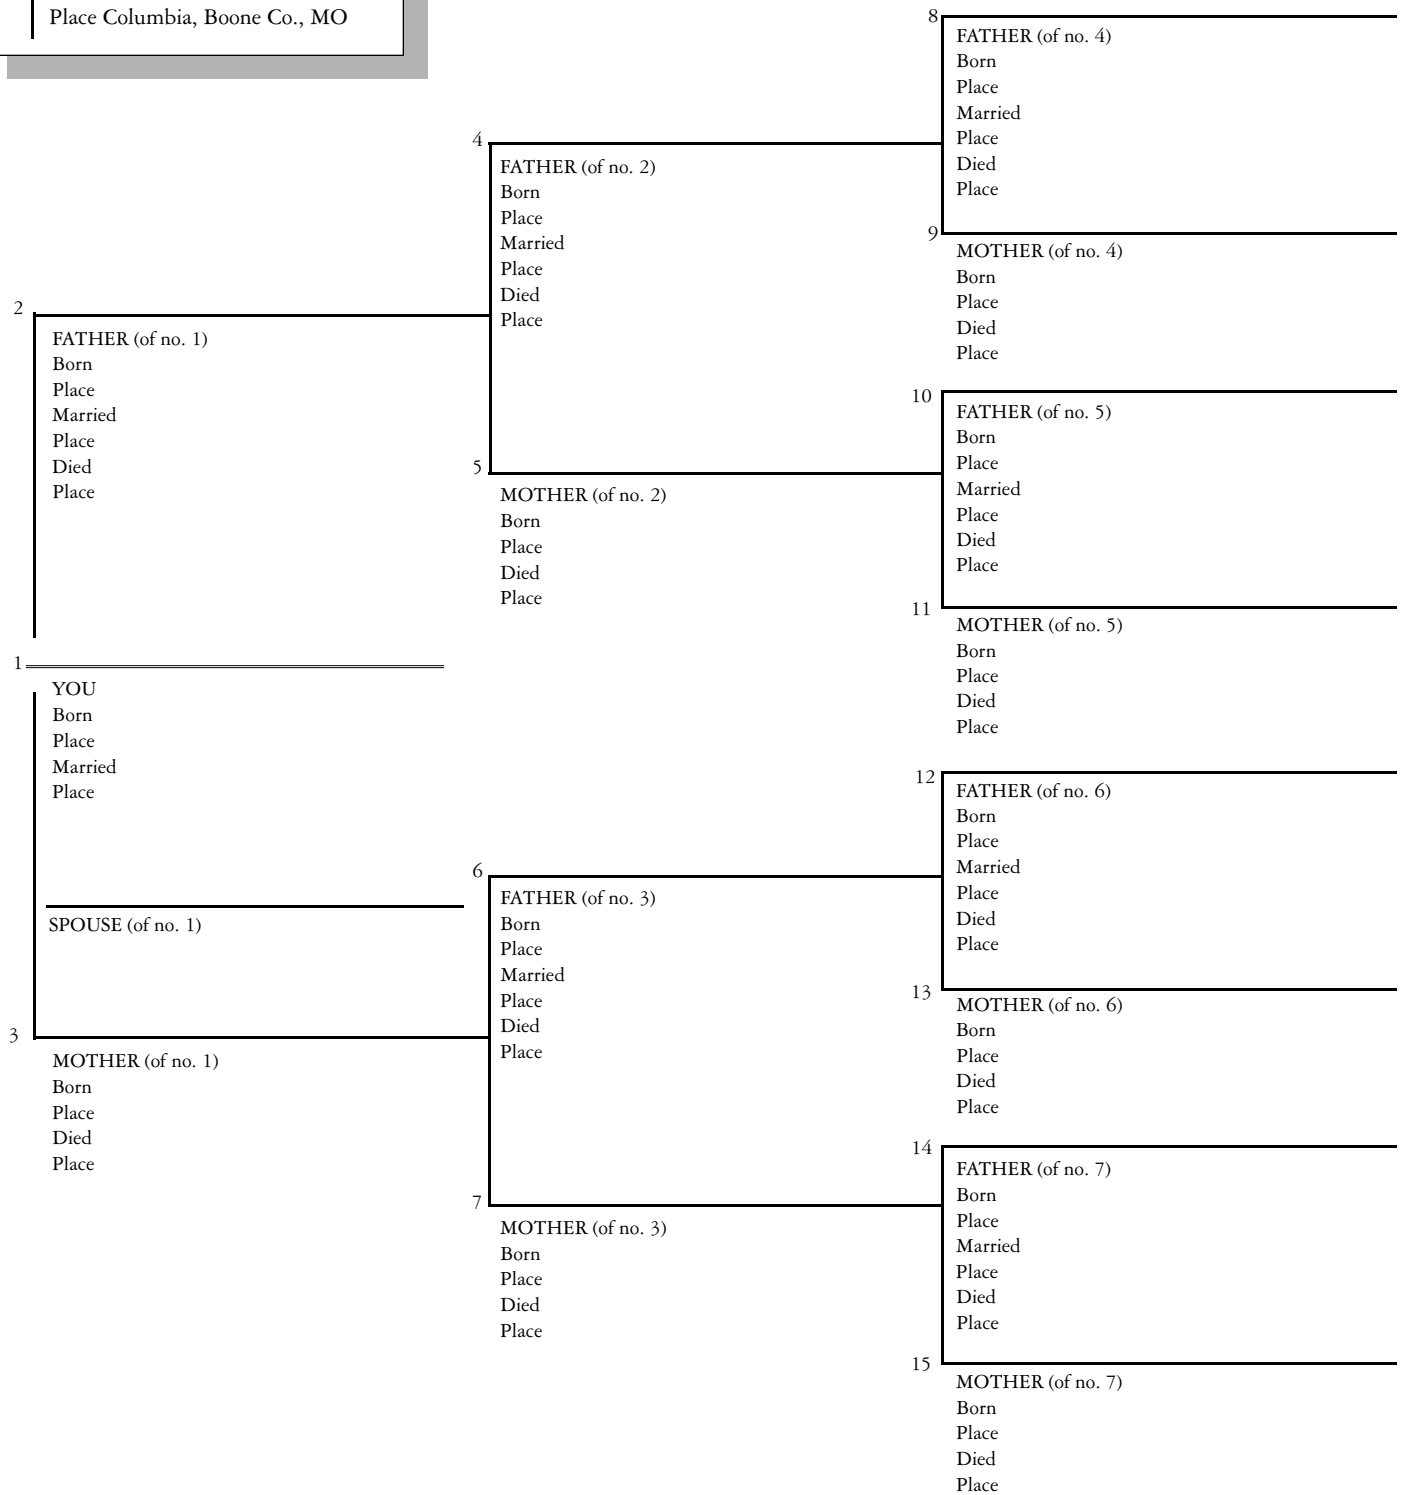 Place Columbia, Boone Co., MO
2
FATHER (of no. 1)
Born
Place
Married
Place
Died
Place
1
YOU
Born
Place
Married
Place
SPOUSE (of no. 1)
3
MOTHER (of no. 1)
Born
Place
Died
Place
4
FATHER (of no. 2)
Born
Place
Married
Place
Died
Place
5
MOTHER (of no. 2)
Born
Place
Died
Place
6
FATHER (of no. 3)
Born
Place
Married
Place
Died
Place
7
MOTHER (of no. 3)
Born
Place
Died
Place
8
FATHER (of no. 4)
Born
Place
Married
Place
Died
Place
9
MOTHER (of no. 4)
Born
Place
Died
Place
10
FATHER (of no. 5)
Born
Place
Married
Place
Died
Place
11
MOTHER (of no. 5)
Born
Place
Died
Place
12
FATHER (of no. 6)
Born
Place
Married
Place
Died
Place
13
MOTHER (of no. 6)
Born
Place
Died
Place
14
FATHER (of no. 7)
Born
Place
Married
Place
Died
Place
15
MOTHER (of no. 7)
Born
Place
Died
Place